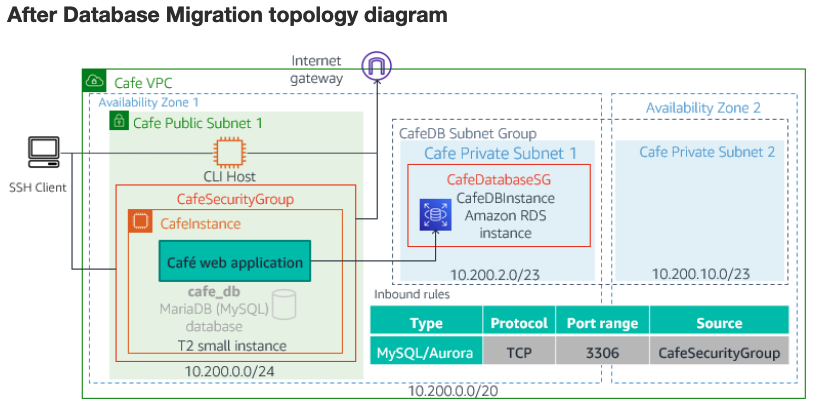 After Database Migration topology diagram
Internet
gateway
Cafe VPC
Availability Zone 1
Availability Zone 2
Cafe Public Subnet 1
CafeDB Subnet Group
Cafe Private Subnet 1
Cafe Private Subnet 2
SSH Client
CLI Host
CafeSecurityGroup
CafeInstance
Café web application
cafe_db
MariaDB (MySQL)
database
T2 small instance
10.200.0.0/24
CafeDatabaseSG
CafeDBInstance
Amazon RDS
instance
10.200.2.0/23
10.200.10.0/23
Inbound rules
Type Protocol Port range Source
MySQL/Aurora TCP 3306 CafeSecurityGroup
10.200.0.0/20